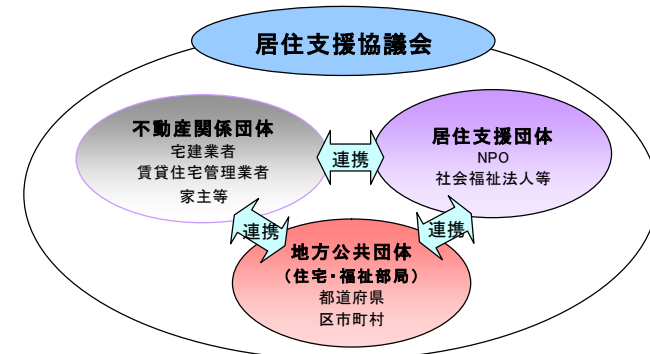 居住支援協議会
不動産関係団体
宅建業者
賃貸住宅管理業者
家主等
連携
居住支援団体
NPO
社会福祉法人等
連携
連携
地方公共団体
（住宅・福祉部局）
都道府県
区市町村